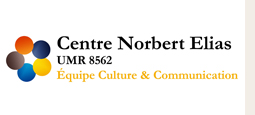 Centre Norbert Elias
UMR 8562
Équipe Culture & Communication